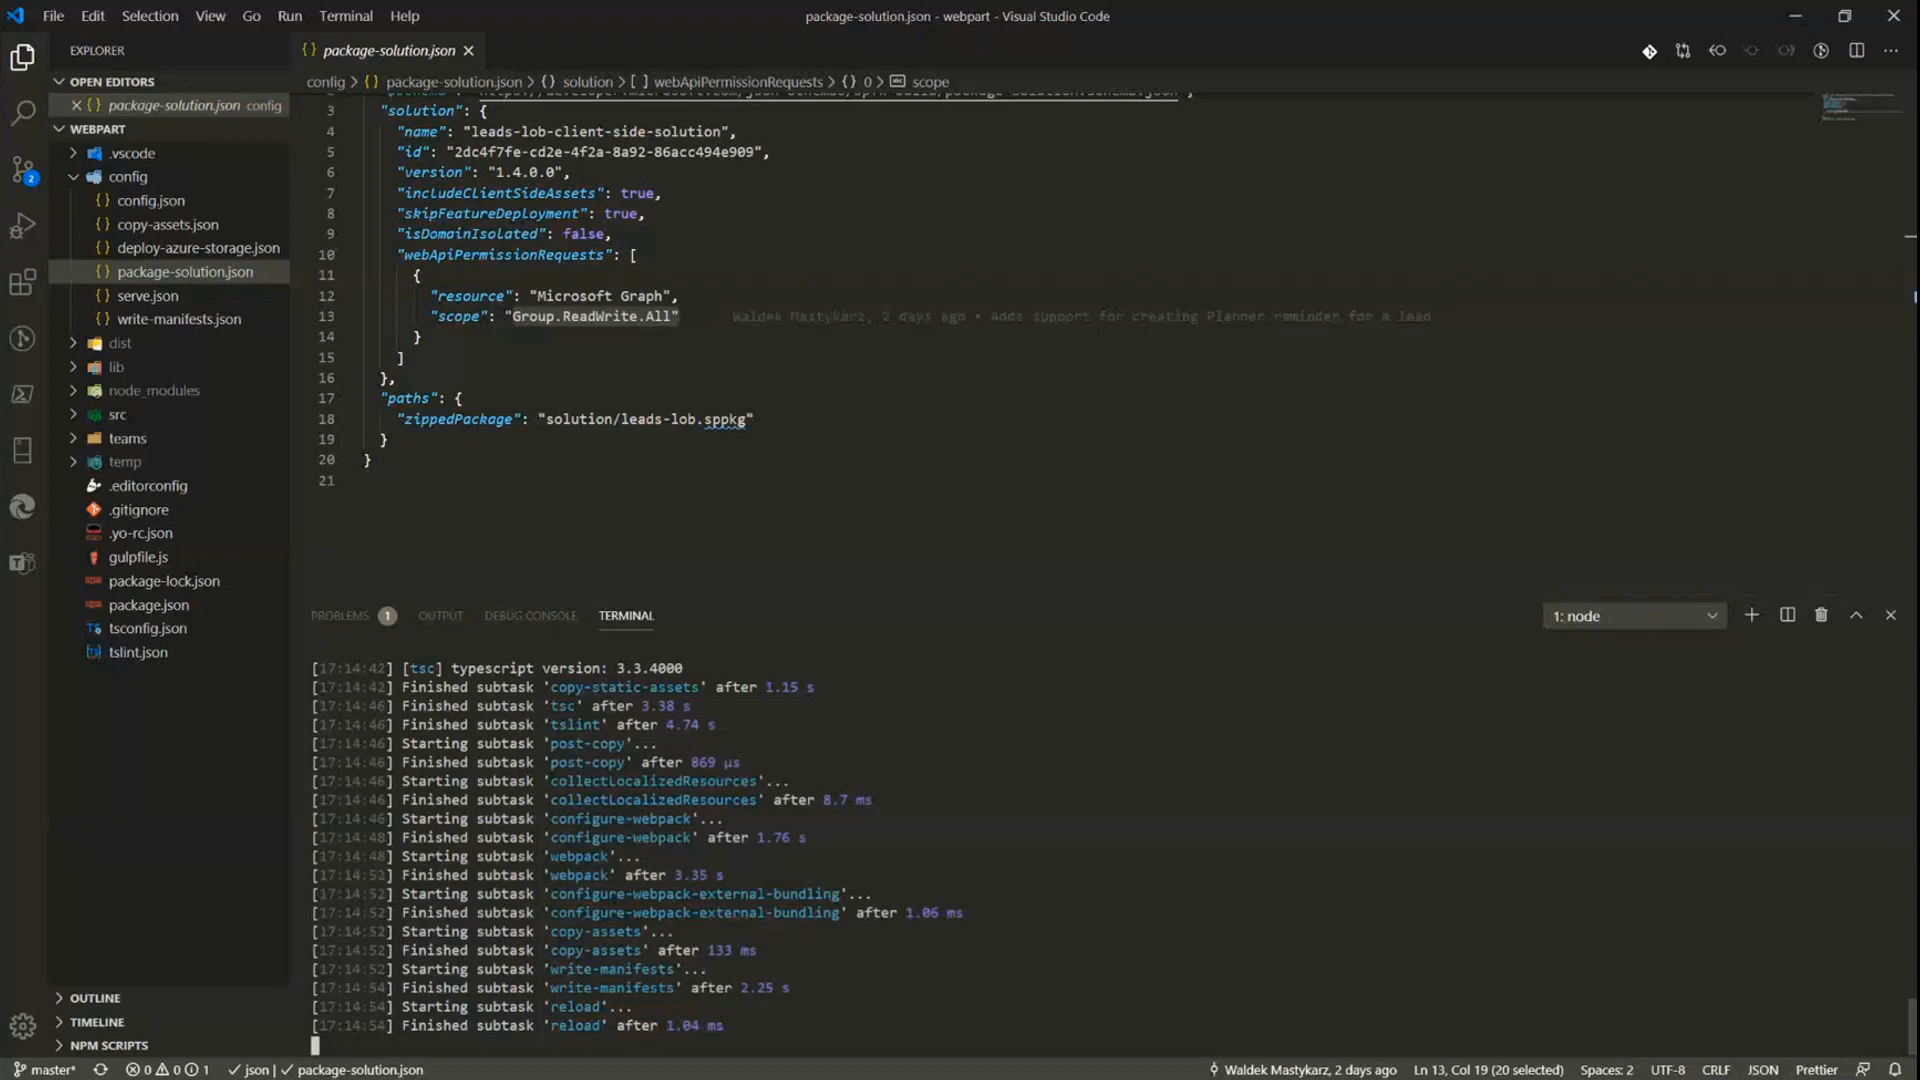 File Edit Selection View Go Run Terminal Help
package-solution.json - webpart - Visual Studio Code
EXPLORER
OPEN EDITORS
package-solution.json config
WEBPART
.vscode
config
config.json
copy-assets.json
deploy-azure-storage.json
package-solution.json
serve.json
write-manifests.json
dist
lib
node_modules
src
teams
temp
.editorconfig
.gitignore
.yo-rc.json
gulpfile.js
package-lock.json
package.json
tsconfig.json
tslint.json
OUTLINE
TIMELINE
NPM SCRIPTS
package-solution.json
config > {} package-solution.json > {} solution > [ ] webApiPermissionRequests > {} 0 > scope
3 "solution": {
4 "name": "leads-lob-client-side-solution",
5 "id": "2dc4f7fe-cd2e-4f2a-8a92-86acc494e909",
6 "version": "1.4.0.0",
7 "includeClientSideAssets": true,
8 "skipFeatureDeployment": true,
9 "isDomainIsolated": false,
10 "webApiPermissionRequests": [
11 {
12 "resource": "Microsoft Graph",
13 "scope": "Group.ReadWrite.All" Waldek Mastykarz, 2 days ago • Adds support for creating Planner reminder for a lead
14 }
15 ]
16 },
17 "paths": {
18 "zippedPackage": "solution/leads-lob.sppkg"
19 }
20 }
21
PROBLEMS 1 OUTPUT DEBUG CONSOLE TERMINAL
1: node
[17:14:42] [tsc] typescript version: 3.3.4000
[17:14:42] Finished subtask 'copy-static-assets' after 1.15 s
[17:14:46] Finished subtask 'tsc' after 3.38 s
[17:14:46] Finished subtask 'tslint' after 4.74 s
[17:14:46] Starting subtask 'post-copy'...
[17:14:46] Finished subtask 'post-copy' after 869 μs
[17:14:46] Starting subtask 'collectLocalizedResources'...
[17:14:46] Finished subtask 'collectLocalizedResources' after 8.7 ms
[17:14:46] Starting subtask 'configure-webpack'...
[17:14:48] Finished subtask 'configure-webpack' after 1.76 s
[17:14:48] Starting subtask 'webpack'...
[17:14:52] Finished subtask 'webpack' after 3.35 s
[17:14:52] Starting subtask 'configure-webpack-external-bundling'...
[17:14:52] Finished subtask 'configure-webpack-external-bundling' after 1.06 ms
[17:14:52] Starting subtask 'copy-assets'...
[17:14:52] Finished subtask 'copy-assets' after 133 ms
[17:14:52] Starting subtask 'write-manifests'...
[17:14:54] Finished subtask 'write-manifests' after 2.25 s
[17:14:54] Starting subtask 'reload'...
[17:14:54] Finished subtask 'reload' after 1.04 ms
master* 0 0 1 json | package-solution.json
Waldek Mastykarz, 2 days ago Ln 13, Col 19 (20 selected) Spaces: 2 UTF-8 CRLF JSON Prettier